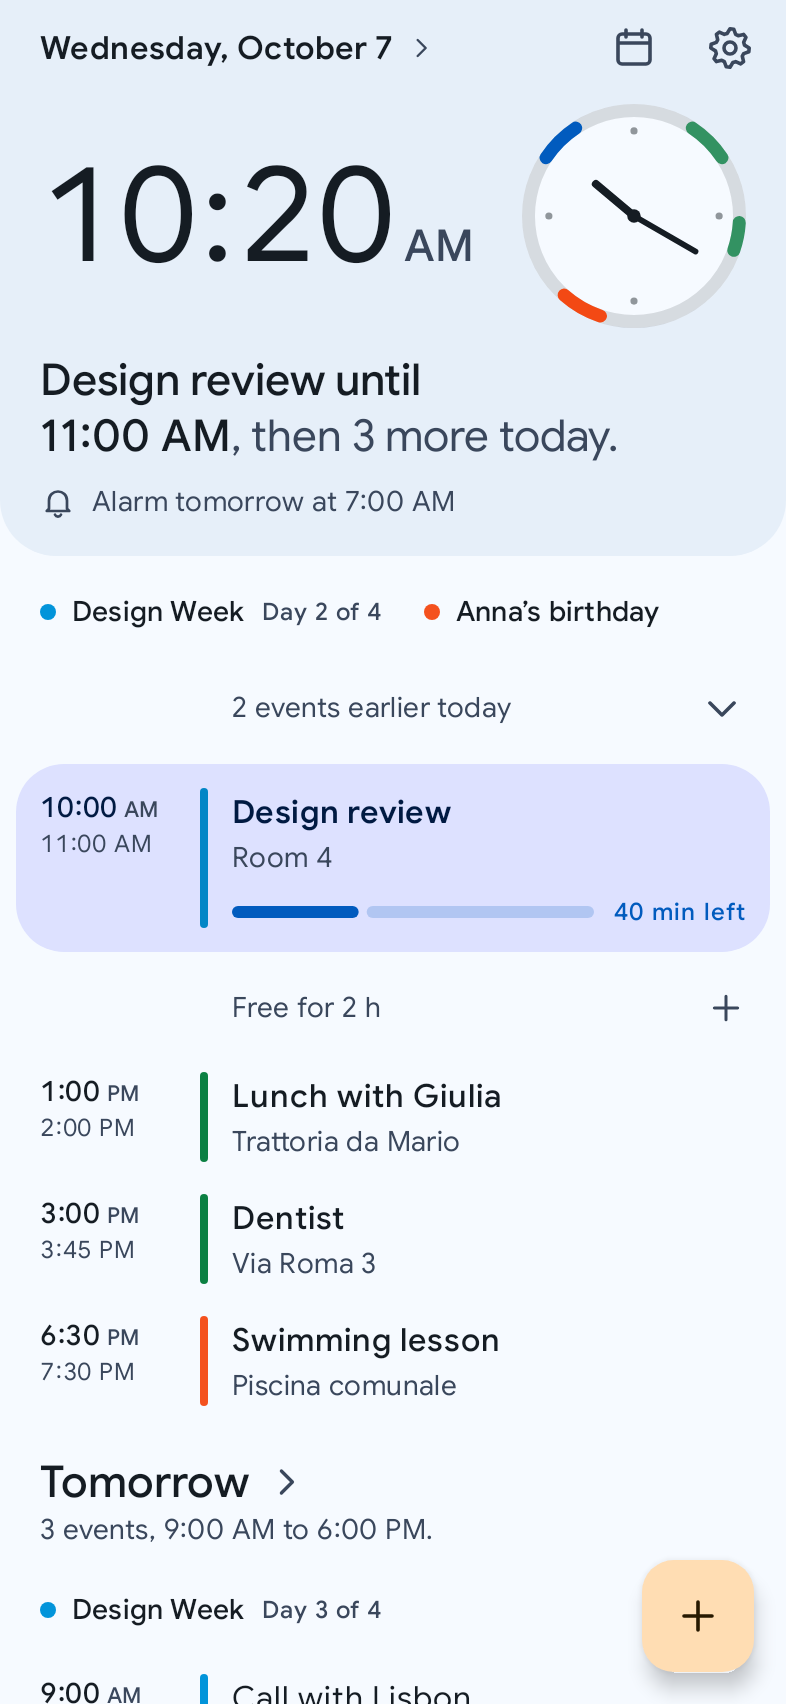 Wednesday, October 7
10:20 AM
Design review until
11:00 AM, then 3 more today.
Alarm tomorrow at 7:00 AM
Design Week Day 2 of 4 Anna’s birthday
2 events earlier today
10:00 AM
11:00 AM
Design review
Room 4
40 min left
Free for 2 h
1:00 PM
2:00 PM
Lunch with Giulia
Trattoria da Mario
3:00 PM
3:45 PM
Dentist
Via Roma 3
6:30 PM
7:30 PM
Swimming lesson
Piscina comunale
Tomorrow
3 events, 9:00 AM to 6:00 PM.
Design Week Day 3 of 4
9:00 AM
Call with Lisbon